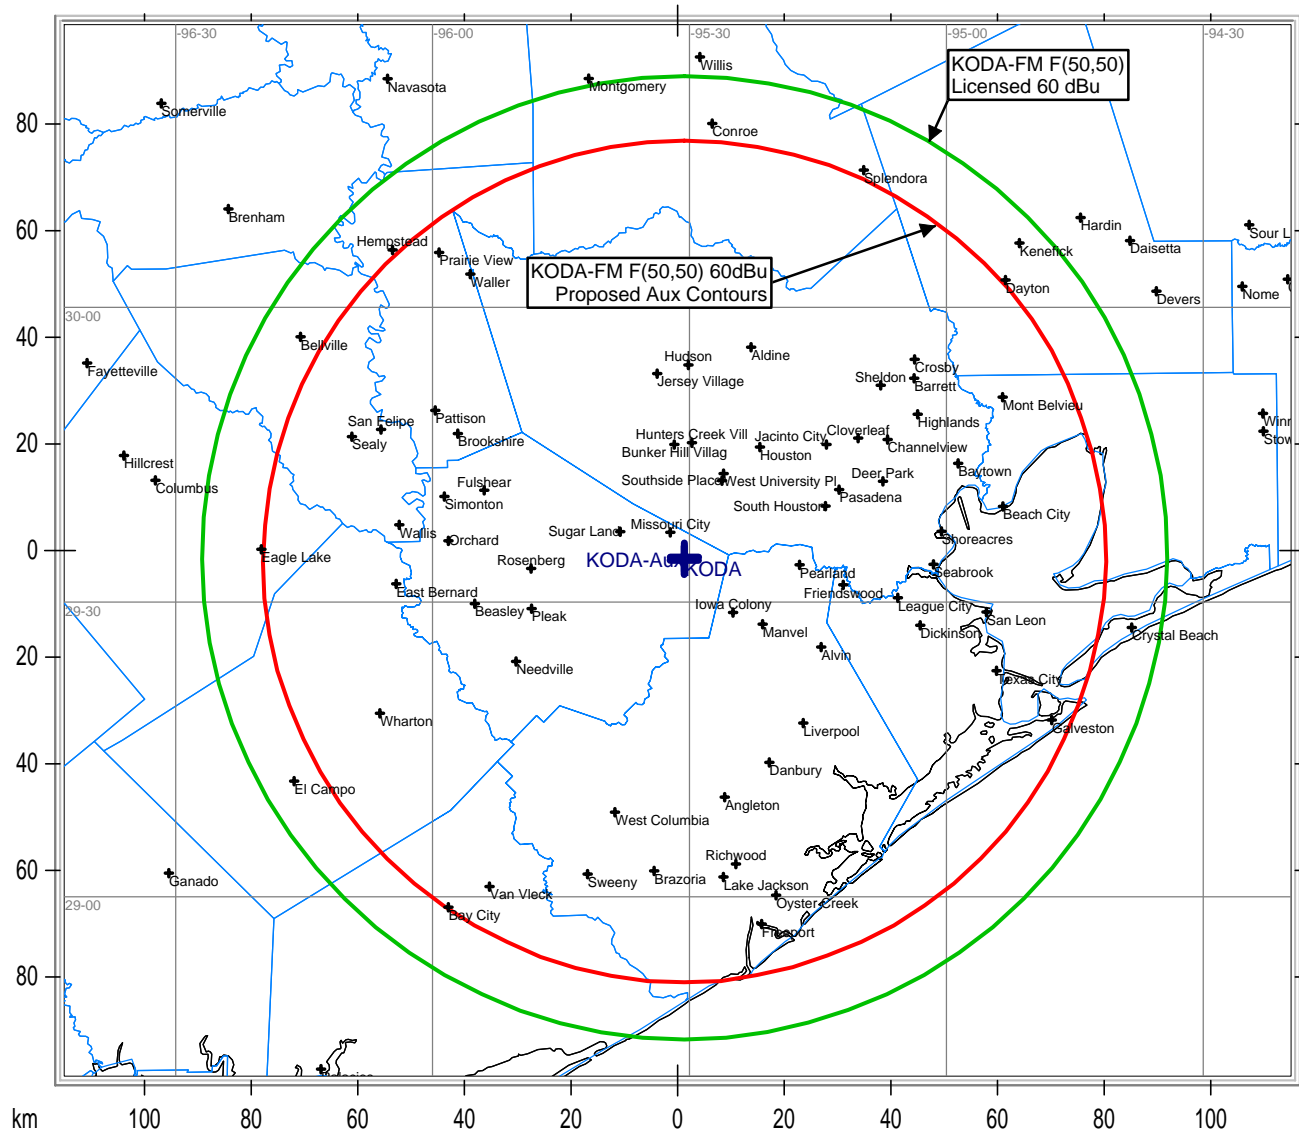 -96-30
-96-00
-95-30
-95-00
-94-30
KODA-FM F(50,50)
Licensed 60 dBu
Willis
Navasota
Montgomery
Somerville
Conroe
80
Splendora
Brenham
Hardin
Sour L
60
Hempstead
Kenefick
Daisetta
Prairie View
Waller
KODA-FM F(50,50) 60dBu
Proposed Aux Contours
Dayton
Devers
Nome
30-00
40
Bellville
Aldine
Hudson
Fayetteville
Jersey Village
Crosby
Sheldon
Barrett
Mont Belvieu
Pattison
San Felipe
Highlands
Winn
Sealy
Brookshire
Hunters Creek Vill
Jacinto City
Cloverleaf
Stow
20
Bunker Hill Villag
Houston
Channelview
Hillcrest
Baytown
Columbus
Fulshear
Southside Place
West University Pl
Deer Park
Simonton
Pasadena
South Houston
Beach City
Wallis
Sugar Land
Missouri City
Shoreacres
0
Orchard
Eagle Lake
Rosenberg
KODA-Aux
KODA
Pearland
Seabrook
East Bernard
Friendswood
29-30
Beasley
Pleak
Iowa Colony
League City
San Leon
Manvel
Dickinson
Crystal Beach
20
Needville
Alvin
Texas City
Wharton
Liverpool
Galveston
40
Danbury
El Campo
Angleton
West Columbia
Richwood
60
Ganado
Sweeny
Brazoria
Lake Jackson
Van Vleck
Oyster Creek
29-00
Bay City
Freeport
80
km
100
80
60
40
20
0
20
40
60
80
100